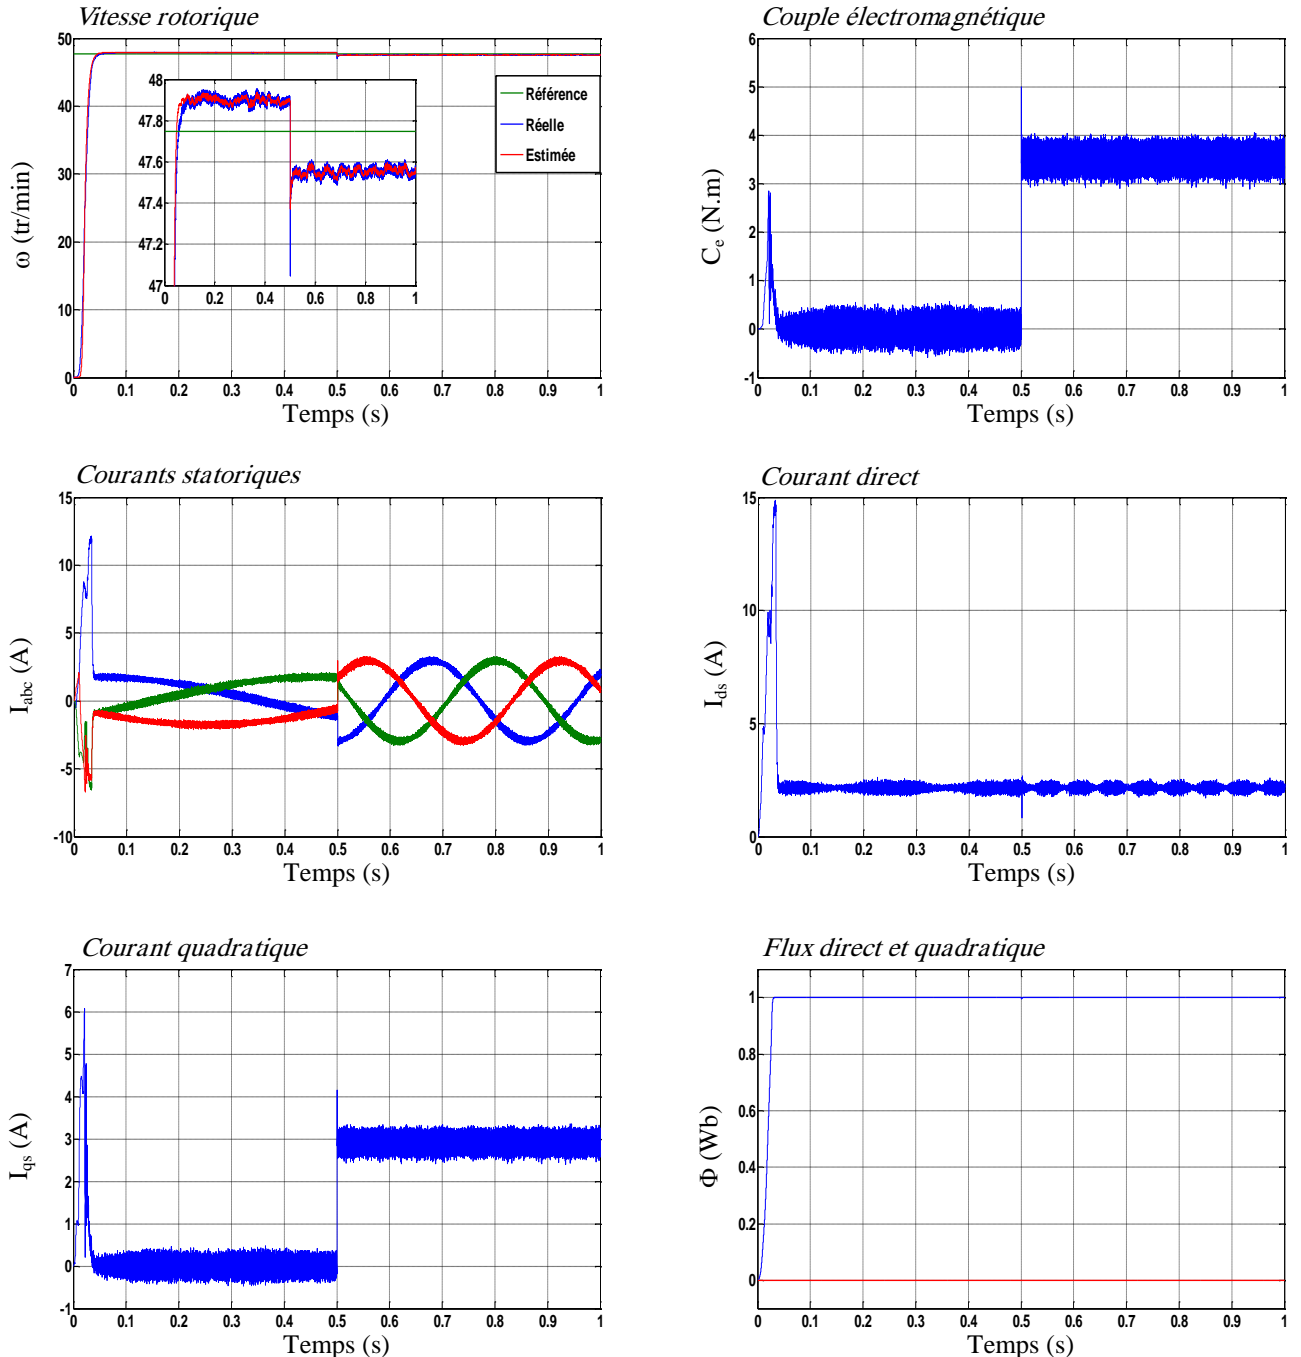 Vitesse rotorique
50
40
30
20
10
0
ω (tr/min)
48
47.8
47.6
47.4
47.2
47
0 0.2 0.4 0.6 0.8 1
Référence
Réelle
Estimée
0 0.1 0.2 0.3 0.4 0.5 0.6 0.7 0.8 0.9 1
Temps (s)
Couple électromagnétique
6
5
4
3
2
1
0
-1
C_e (N.m)
0 0.1 0.2 0.3 0.4 0.5 0.6 0.7 0.8 0.9 1
Temps (s)
Courants statoriques
15
10
5
0
-5
-10
I_abc (A)
0 0.1 0.2 0.3 0.4 0.5 0.6 0.7 0.8 0.9 1
Temps (s)
Courant direct
15
10
5
0
I_ds (A)
0 0.1 0.2 0.3 0.4 0.5 0.6 0.7 0.8 0.9 1
Temps (s)
Courant quadratique
7
6
5
4
3
2
1
0
-1
I_qs (A)
0 0.1 0.2 0.3 0.4 0.5 0.6 0.7 0.8 0.9 1
Temps (s)
Flux direct et quadratique
1
0.8
0.6
0.4
0.2
0
Φ (Wb)
0 0.1 0.2 0.3 0.4 0.5 0.6 0.7 0.8 0.9 1
Temps (s)